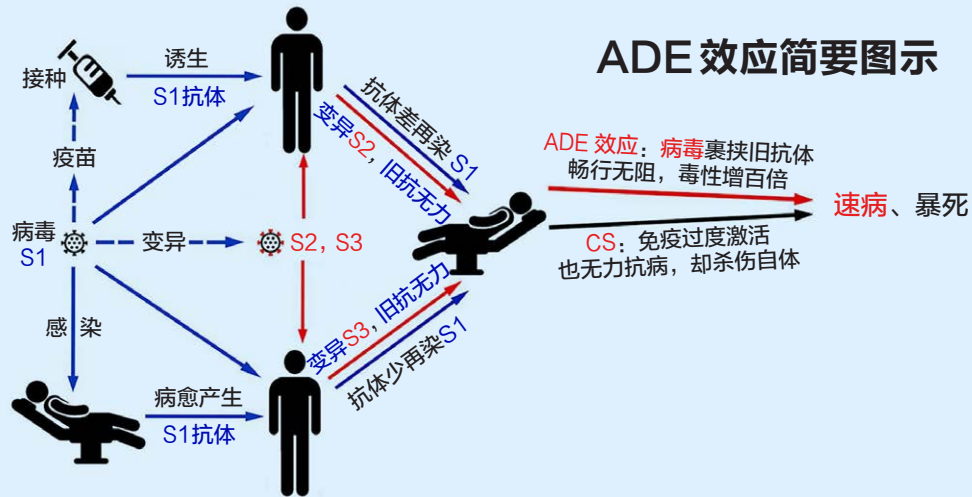 ADE效应简要图示
接种
诱生
S1抗体
疫苗
病毒
S1
变异
S2，S3
感染
病愈产生
S1抗体
抗体差再染 S1
变异S2，旧抗无力
变异S3，旧抗无力
抗体少再染S1
ADE 效应：病毒裹挟旧抗体
畅行无阻，毒性增百倍
CS：免疫过度激活
也无力抗病，却杀伤自体
速病、暴死